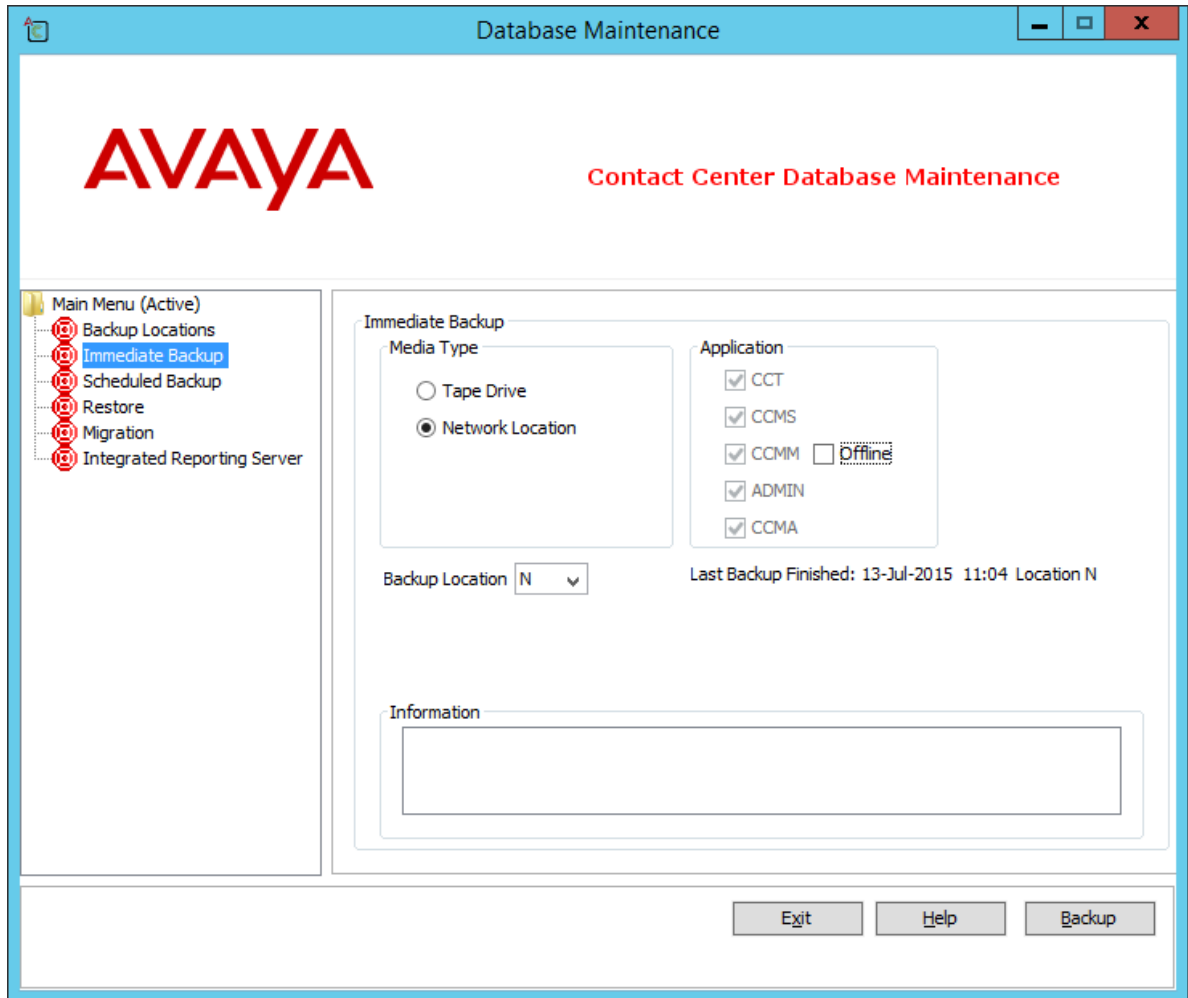 Database Maintenance
AVAYA
Contact Center Database Maintenance
Main Menu (Active)
Backup Locations
Immediate Backup
Scheduled Backup
Restore
Migration
Integrated Reporting Server
Immediate Backup
Media Type
Tape Drive
Network Location
Application
CCT
CCMS
CCMM Offline
ADMIN
CCMA
Backup Location N
Last Backup Finished: 13-Jul-2015 11:04 Location N
Information
Exit Help Backup